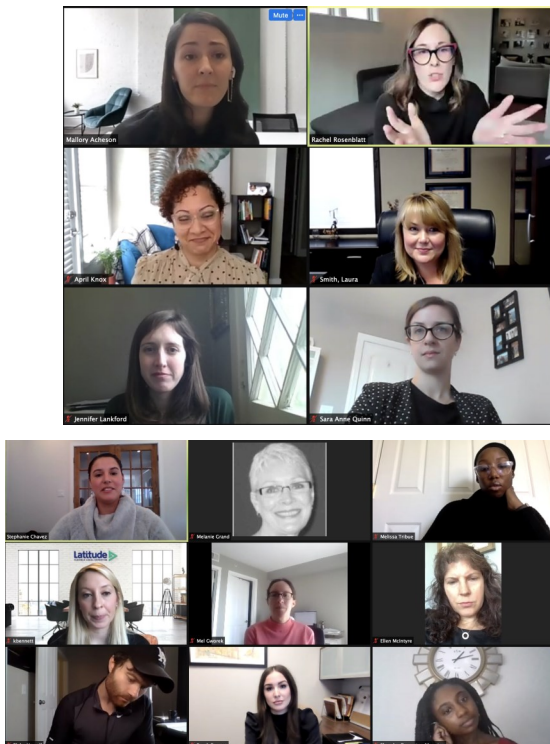 Mute ...
Mallory Acheson
Rachel Rosenblatt
April Knox
Smith, Laura
Jennifer Lankford
Sara Anne Quinn
Stephanie Chavez
Melanie Grand
Melissa Tribue
Latitude
kbennett
Mel Gworek
Ellen McIntyre